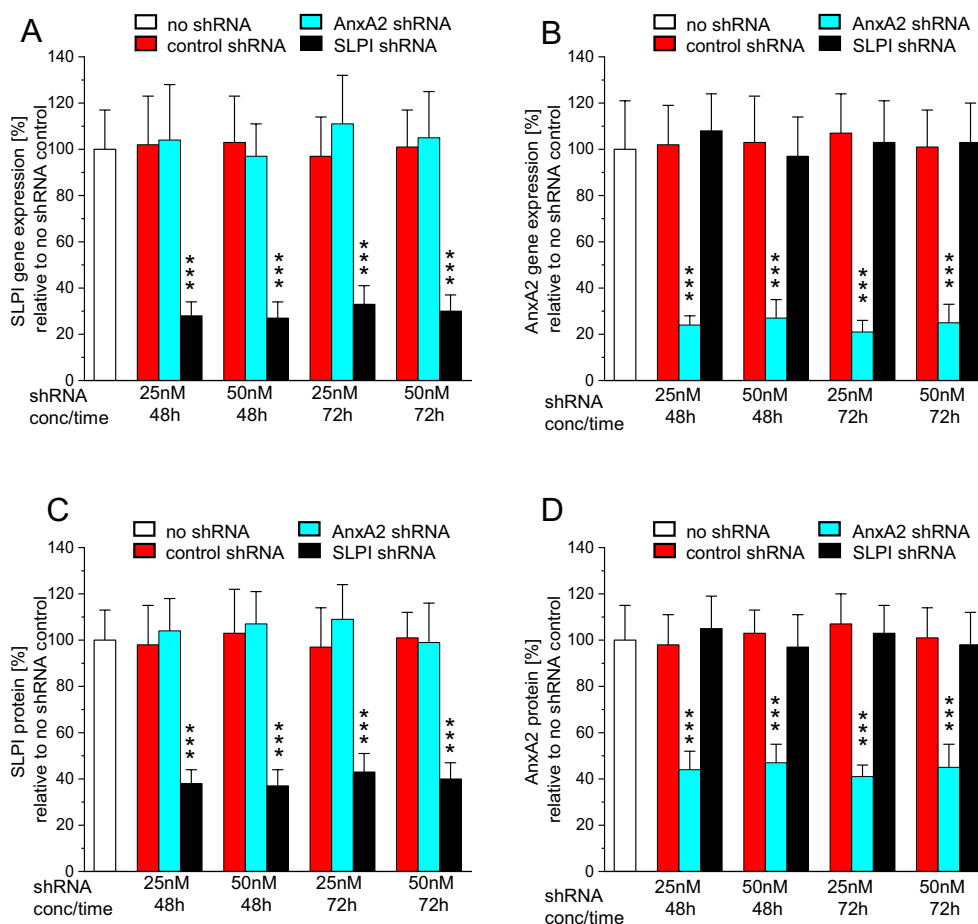 A
no shRNA
AnxA2 shRNA
control shRNA
SLPI shRNA
SLPI gene expression [%]
relative to no shRNA control
140
120
100
80
60
40
20
0
***
***
***
***
shRNA
conc/time
25nM
48h
50nM
48h
25nM
72h
50nM
72h
B
no shRNA
AnxA2 shRNA
control shRNA
SLPI shRNA
AnxA2 gene expression [%]
relative to no shRNA control
140
120
100
80
60
40
20
0
***
***
***
***
shRNA
conc/time
25nM
48h
50nM
48h
25nM
72h
50nM
72h
C
no shRNA
AnxA2 shRNA
control shRNA
SLPI shRNA
SLPI protein [%]
relative to no shRNA control
140
120
100
80
60
40
20
0
***
***
***
***
shRNA
conc/time
25nM
48h
50nM
48h
25nM
72h
50nM
72h
D
no shRNA
AnxA2 shRNA
control shRNA
SLPI shRNA
AnxA2 protein [%]
relative to no shRNA control
140
120
100
80
60
40
20
0
***
***
***
***
shRNA
conc/time
25nM
48h
50nM
48h
25nM
72h
50nM
72h